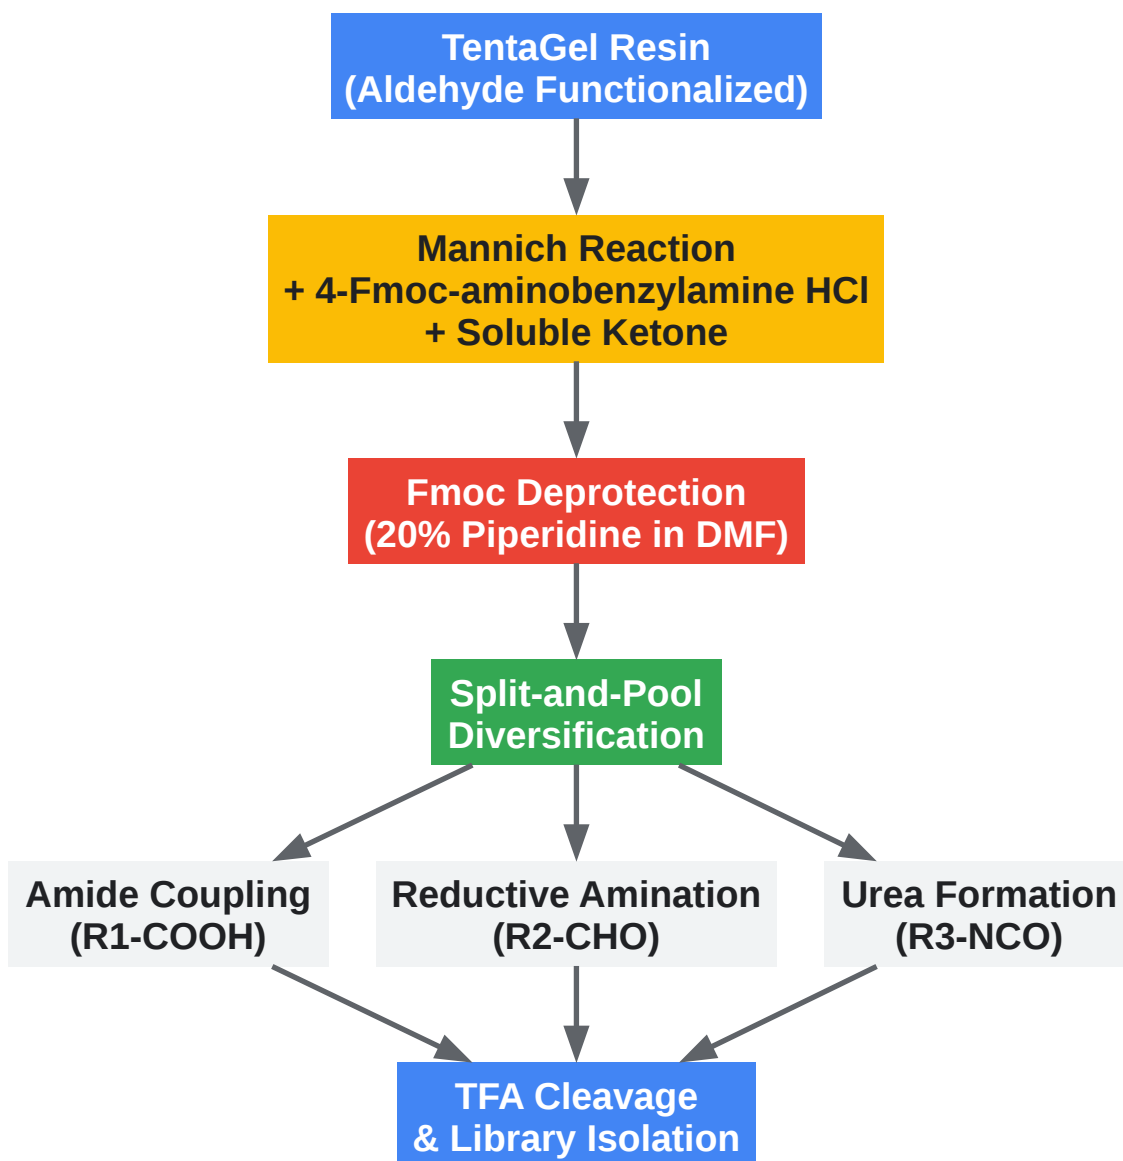 TentaGel Resin
(Aldehyde Functionalized)
Mannich Reaction
+ 4-Fmoc-aminobenzylamine HCl
+ Soluble Ketone
Fmoc Deprotection
(20% Piperidine in DMF)
Split-and-Pool
Diversification
Amide Coupling
(R1-COOH)
Reductive Amination
(R2-CHO)
Urea Formation
(R3-NCO)
TFA Cleavage
& Library Isolation